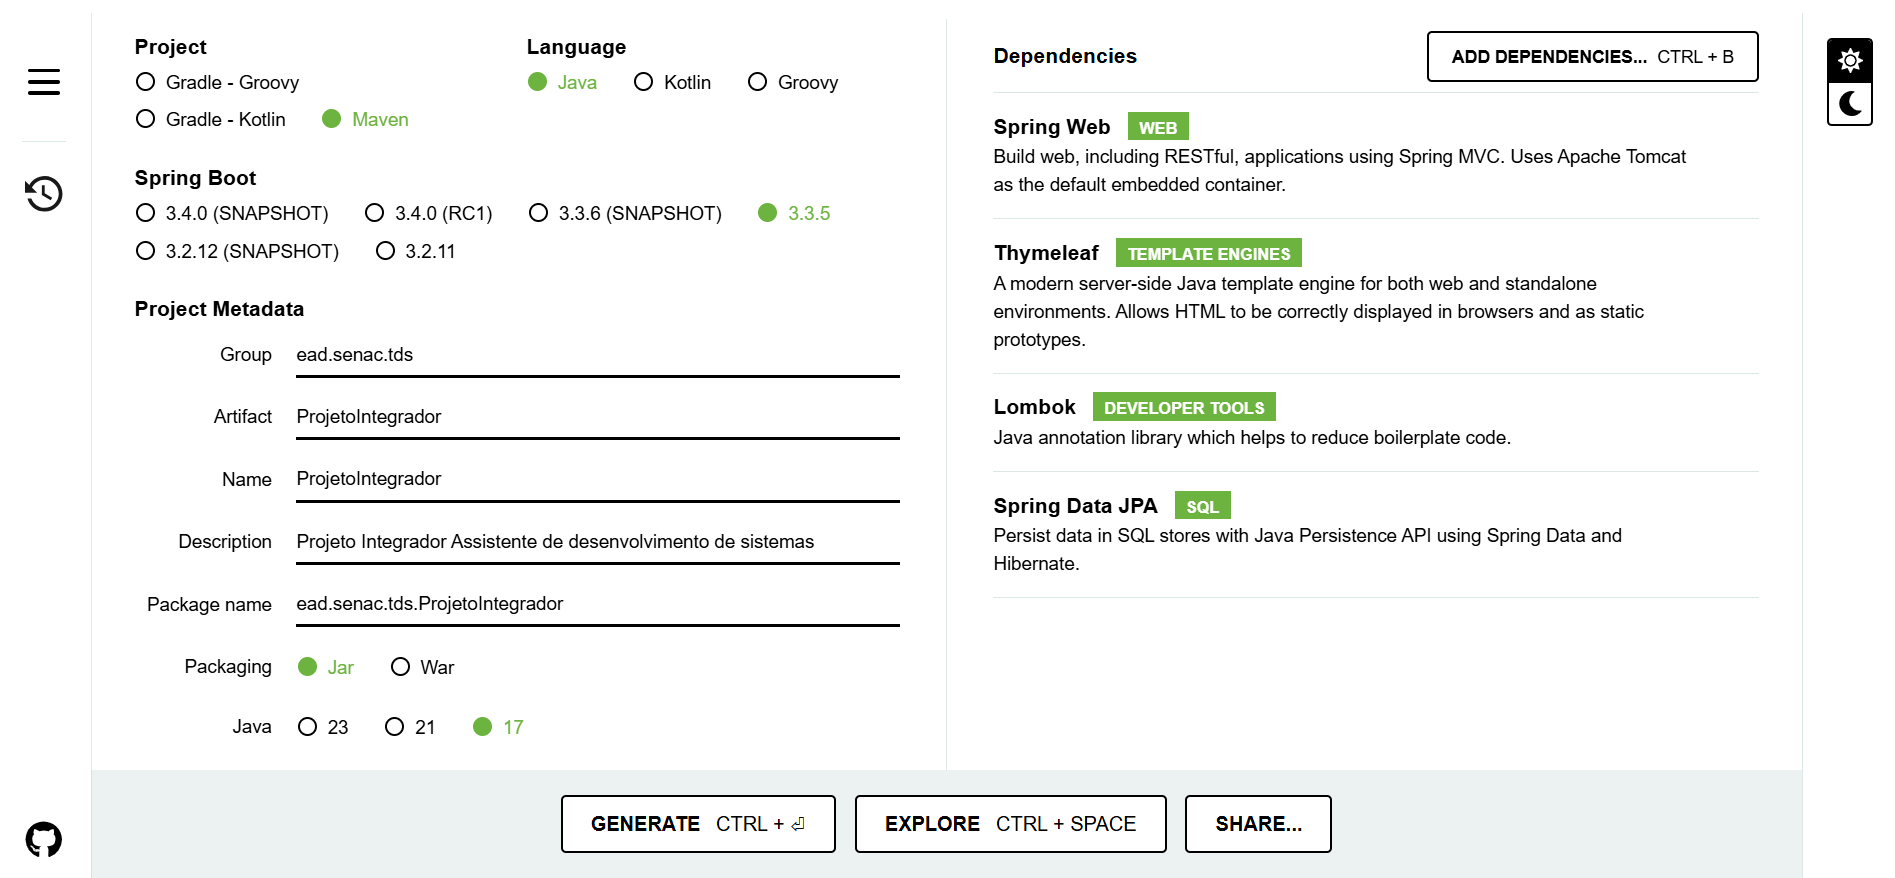 Project
Gradle - Groovy
Gradle - Kotlin Maven
Language
Java Kotlin Groovy
Spring Boot
3.4.0 (SNAPSHOT) 3.4.0 (RC1) 3.3.6 (SNAPSHOT) 3.3.5
3.2.12 (SNAPSHOT) 3.2.11
Project Metadata
Group ead.senac.tds
Artifact ProjetoIntegrador
Name ProjetoIntegrador
Description Projeto Integrador Assistente de desenvolvimento de sistemas
Package name ead.senac.tds.ProjetoIntegrador
Packaging Jar War
Java 23 21 17
Dependencies
ADD DEPENDENCIES... CTRL + B
Spring Web WEB
Build web, including RESTful, applications using Spring MVC. Uses Apache Tomcat
as the default embedded container.
Thymeleaf TEMPLATE ENGINES
A modern server-side Java template engine for both web and standalone
environments. Allows HTML to be correctly displayed in browsers and as static
prototypes.
Lombok DEVELOPER TOOLS
Java annotation library which helps to reduce boilerplate code.
Spring Data JPA SQL
Persist data in SQL stores with Java Persistence API using Spring Data and
Hibernate.
GENERATE CTRL + ⏎
EXPLORE CTRL + SPACE
SHARE...